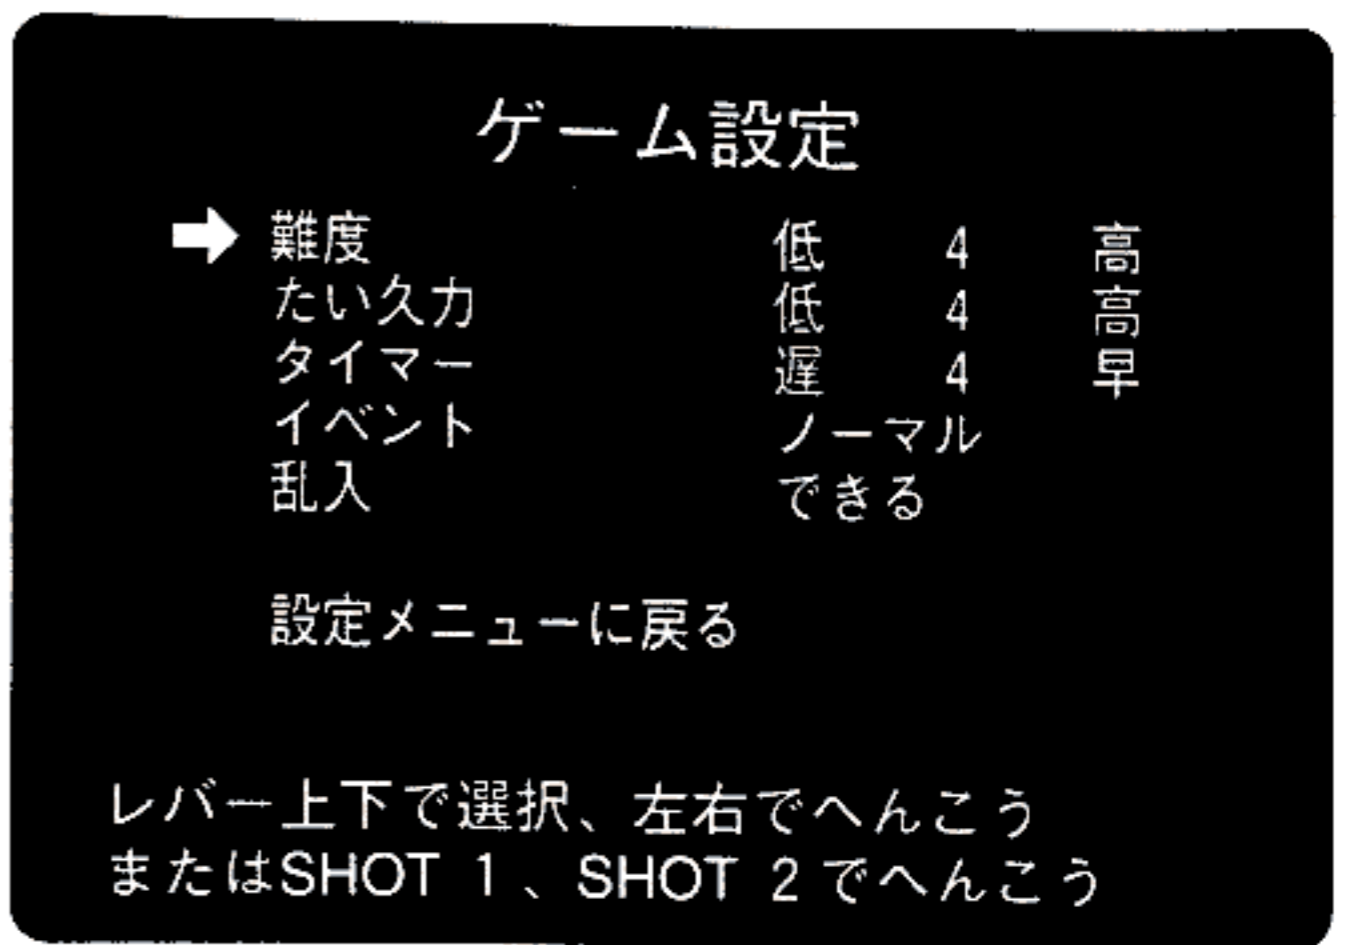 ゲーム設定
➡ 難度 低 4 高
たい久力 低 4 高
タイマー 遅 4 早
イベント ノーマル
乱入 できる
設定メニューに戻る
レバー上下で選択、左右でへんこう
またはSHOT 1、SHOT 2でへんこう